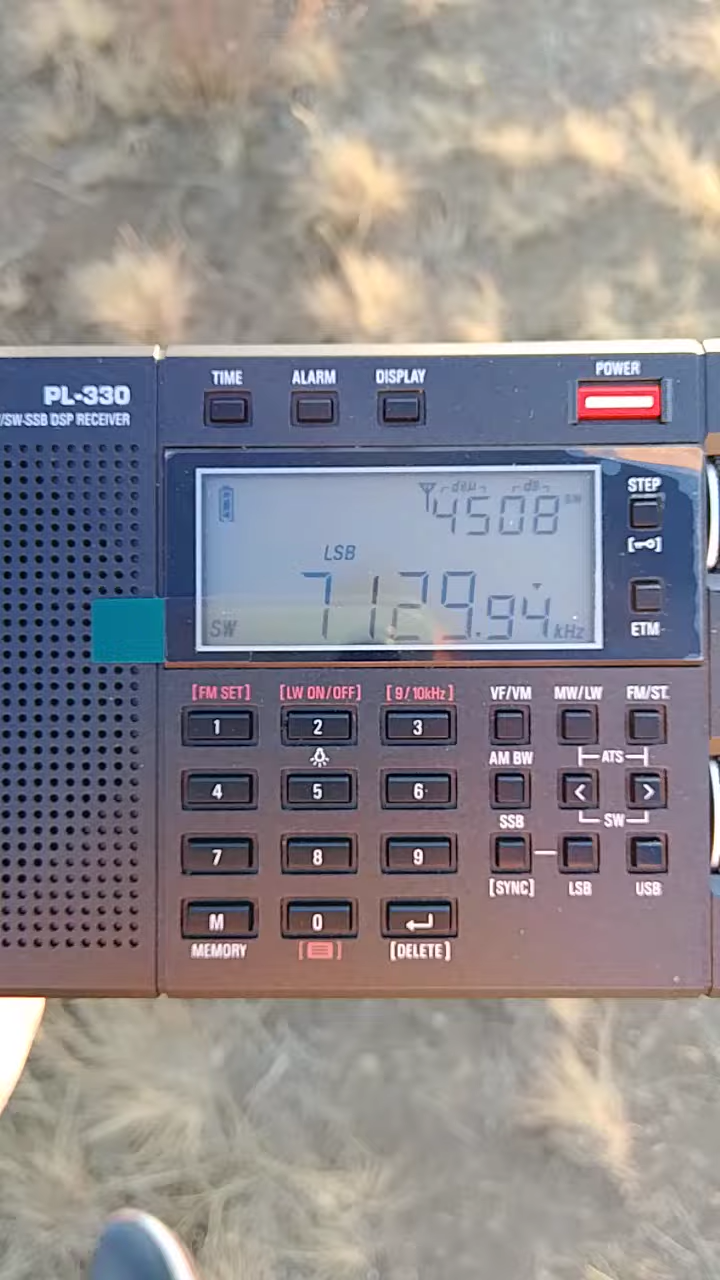 PL-330
/SW-SSB DSP RECEIVER
TIME ALARM DISPLAY POWER
dBμ dB
4508
LSB
7129.94 kHz
SW
STEP
ETM
[FM SET] [LW ON/OFF] [9/10kHz] VF/VM MW/LW FM/ST.
1 2 3
AM BW ATS
4 5 6 < >
SSB SW
7 8 9
[SYNC] LSB USB
M 0
MEMORY [DELETE]